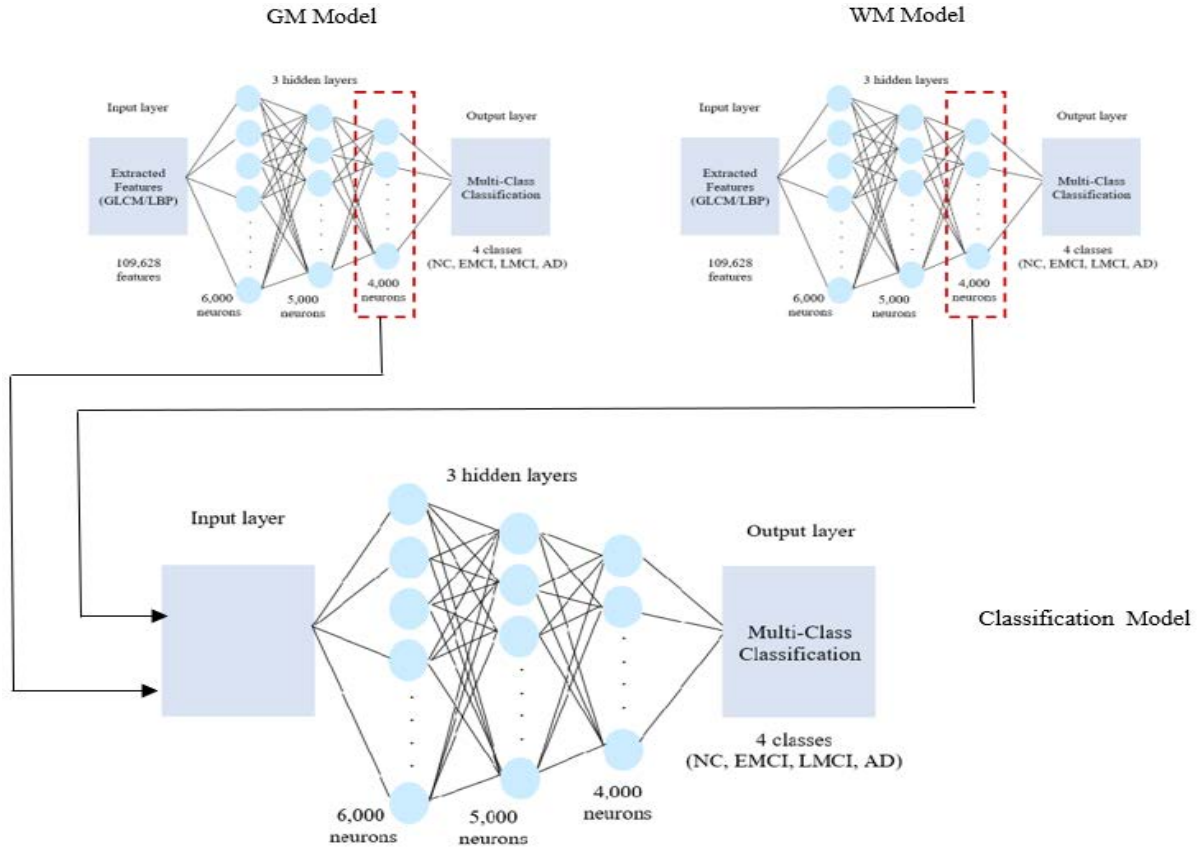 GM Model
3 hidden layers
Input layer
Output layer
Extracted
Features
(GLCM/LBP)
Multi-Class
Classification
109,628
features
4 classes
(NC, EMCI, LMCI, AD)
6,000
neurons
5,000
neurons
4,000
neurons
WM Model
3 hidden layers
Input layer
Output layer
Extracted
Features
(GLCM/LBP)
Multi-Class
Classification
109,628
features
4 classes
(NC, EMCI, LMCI, AD)
6,000
neurons
5,000
neurons
4,000
neurons
3 hidden layers
Input layer
Output layer
Multi-Class
Classification
Classification Model
4 classes
(NC, EMCI, LMCI, AD)
6,000
neurons
5,000
neurons
4,000
neurons